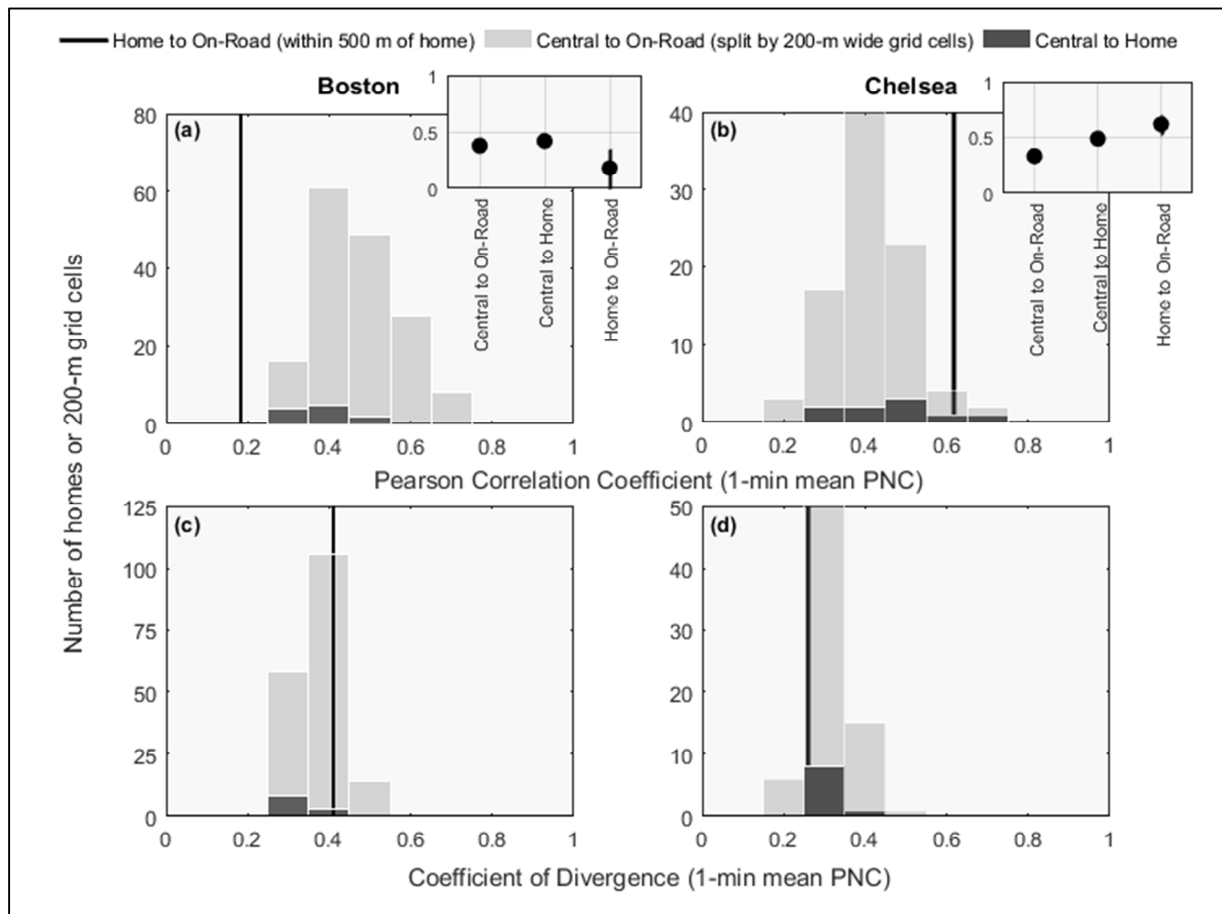 Home to On-Road (within 500 m of home) Central to On-Road (split by 200-m wide grid cells) Central to Home
Boston
Chelsea
(a)
80
60
40
20
0
0 0.2 0.4 0.6 0.8 1
1
0.5
0
Central to On-Road
Central to Home
Home to On-Road
(b)
40
30
20
10
0
0 0.2 0.4 0.6 0.8 1
1
0.5
0
Central to On-Road
Central to Home
Home to On-Road
Number of homes or 200-m grid cells
Pearson Correlation Coefficient (1-min mean PNC)
(c)
125
100
75
50
25
0
0 0.2 0.4 0.6 0.8 1
(d)
50
40
30
20
10
0
0 0.2 0.4 0.6 0.8 1
Coefficient of Divergence (1-min mean PNC)